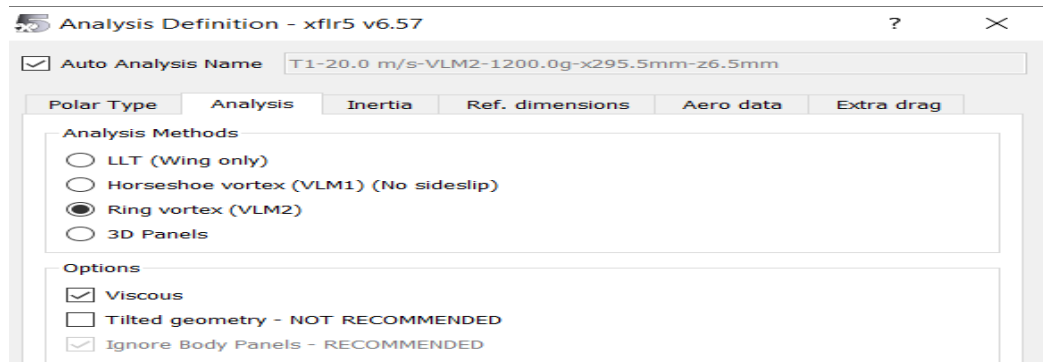 Analysis Definition - xflr5 v6.57 ?
Auto Analysis Name T1-20.0 m/s-VLM2-1200.0g-x295.5mm-z6.5mm
Polar Type Analysis Inertia Ref. dimensions Aero data Extra drag
Analysis Methods
LLT (Wing only)
Horseshoe vortex (VLM1) (No sideslip)
Ring vortex (VLM2)
3D Panels
Options
Viscous
Tilted geometry - NOT RECOMMENDED
Ignore Body Panels - RECOMMENDED